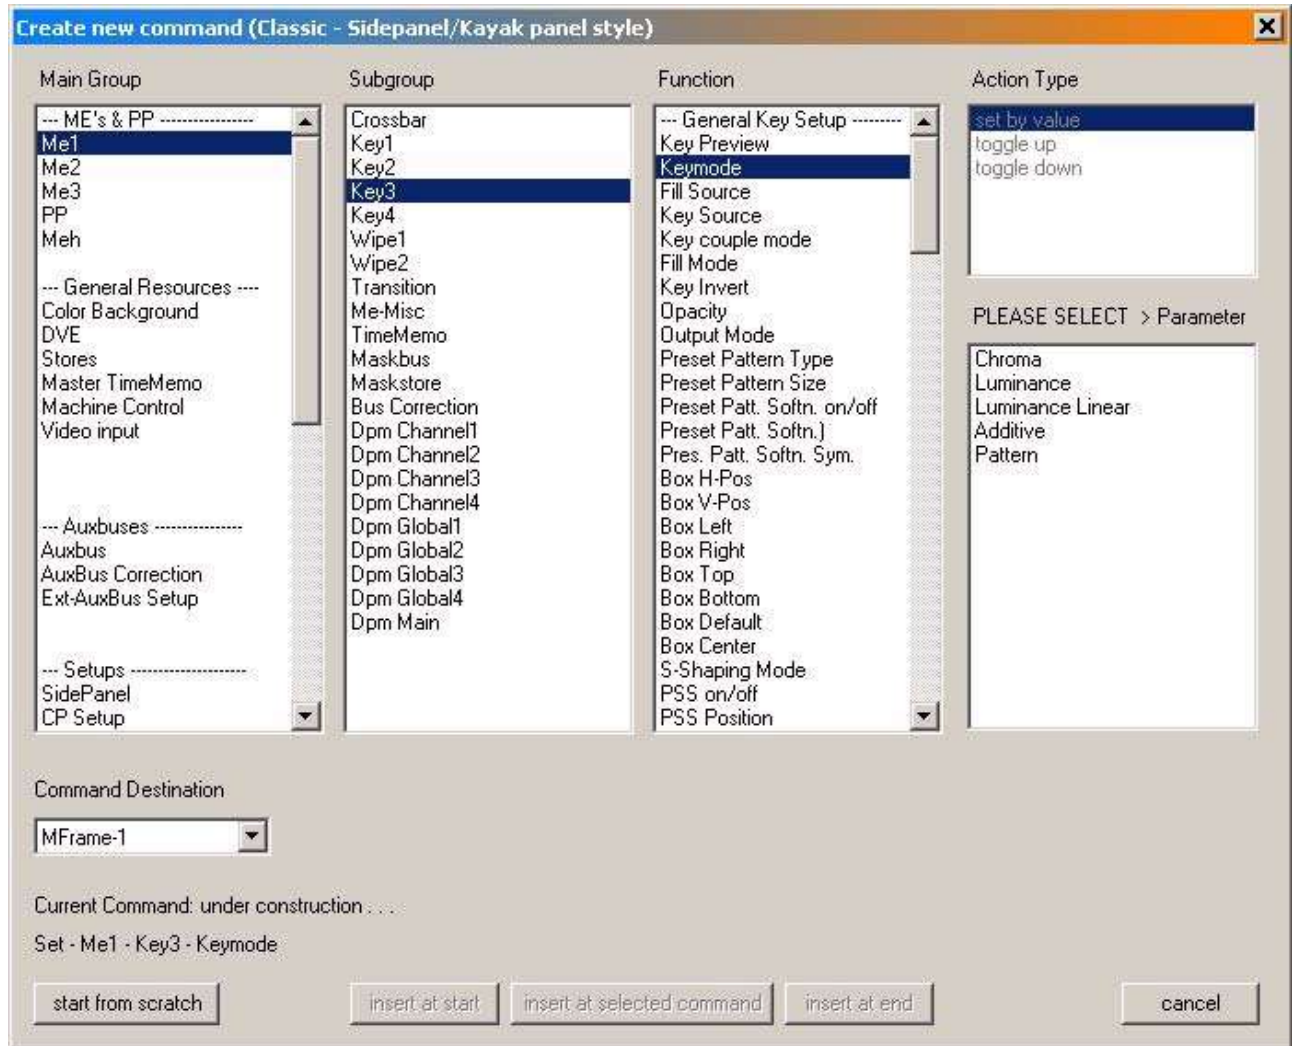 Create new command (Classic - Sidepanel/Kayak panel style)
Main Group
--- ME's & PP ----------------
Me1
Me2
Me3
PP
Meh
--- General Resources ----
Color Background
DVE
Stores
Master TimeMemo
Machine Control
Video input
--- Auxbuses ---------------
Auxbus
AuxBus Correction
Ext-AuxBus Setup
--- Setups --------------------
SidePanel
CP Setup
Subgroup
Crossbar
Key1
Key2
Key3
Key4
Wipe1
Wipe2
Transition
Me-Misc
TimeMemo
Maskbus
Maskstore
Bus Correction
Dpm Channel1
Dpm Channel2
Dpm Channel3
Dpm Channel4
Dpm Global1
Dpm Global2
Dpm Global3
Dpm Global4
Dpm Main
Function
--- General Key Setup --------
Key Preview
Keymode
Fill Source
Key Source
Key couple mode
Fill Mode
Key Invert
Opacity
Output Mode
Preset Pattern Type
Preset Pattern Size
Preset Patt. Softn. on/off
Preset Patt. Softn.)
Pres. Patt. Softn. Sym.
Box H-Pos
Box V-Pos
Box Left
Box Right
Box Top
Box Bottom
Box Default
Box Center
S-Shaping Mode
PSS on/off
PSS Position
Action Type
set by value
toggle up
toggle down
PLEASE SELECT > Parameter
Chroma
Luminance
Luminance Linear
Additive
Pattern
Command Destination
MFrame-1
Current Command: under construction . . .
Set - Me1 - Key3 - Keymode
start from scratch
insert at start
insert at selected command
insert at end
cancel